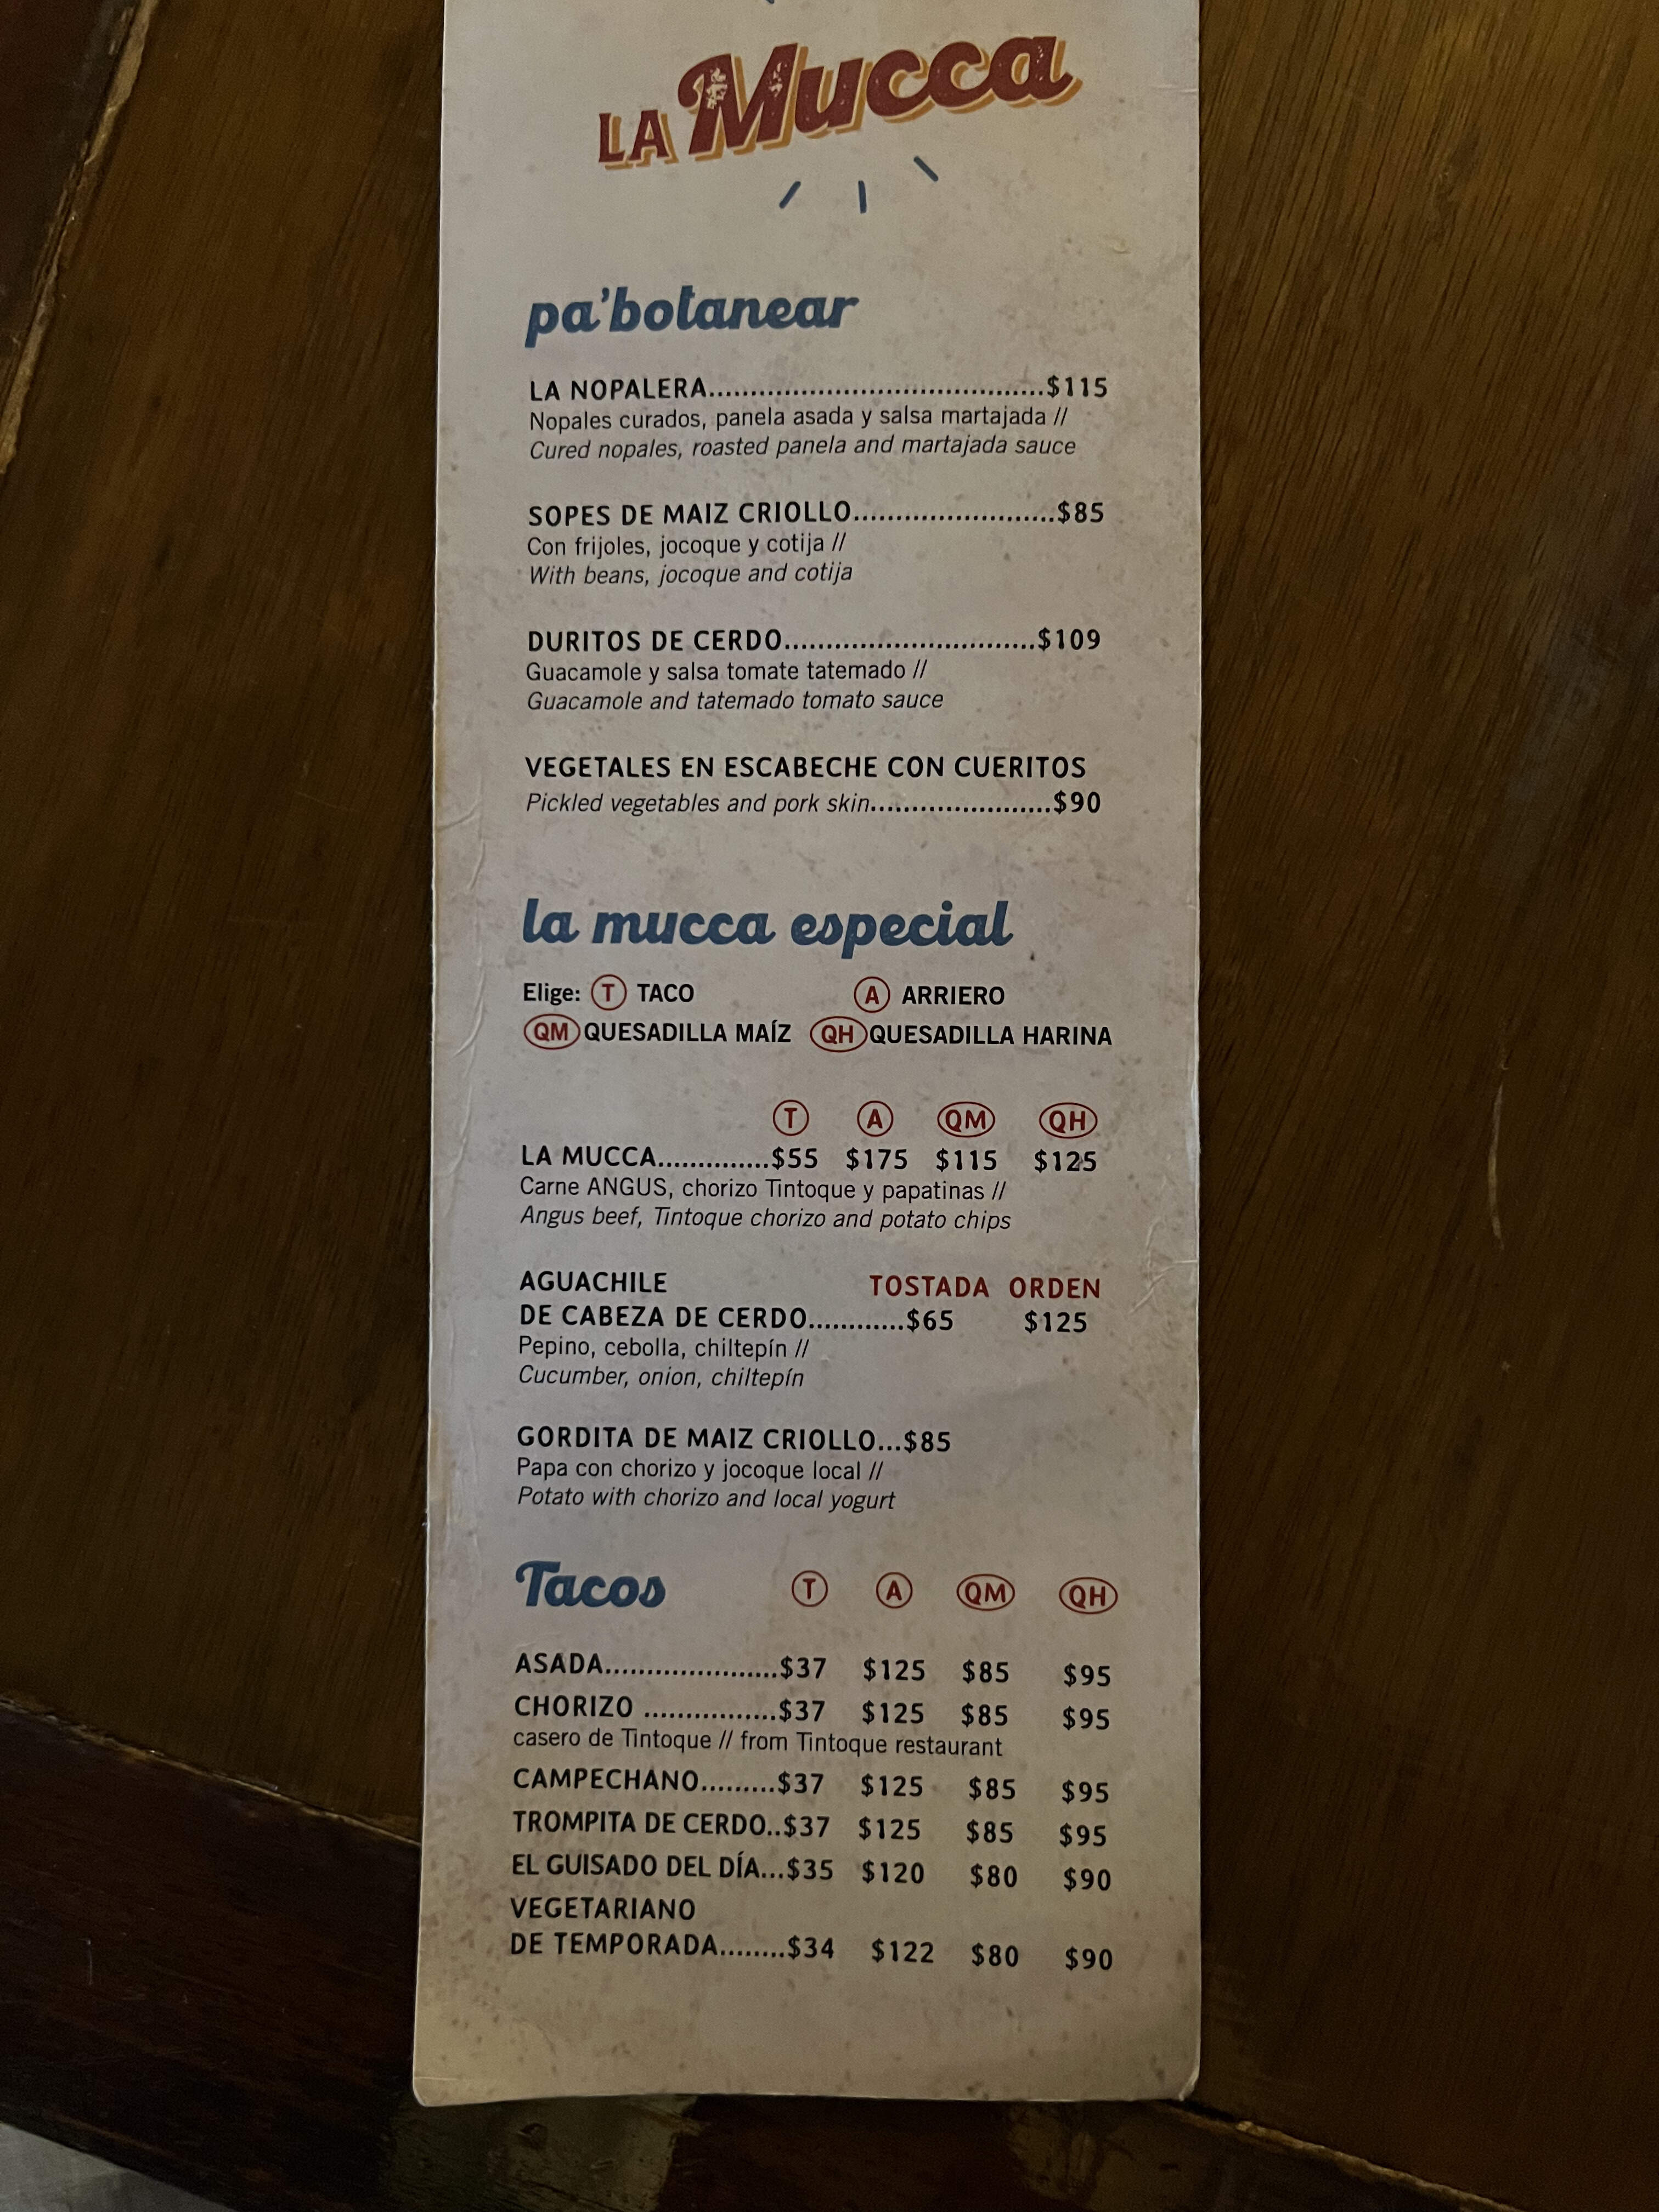 LA Mucca
pa'botanear
LA NOPALERA........................................$115
Nopales curados, panela asada y salsa martajada //
Cured nopales, roasted panela and martajada sauce
SOPES DE MAIZ CRIOLLO........................$85
Con frijoles, jocoque y cotija //
With beans, jocoque and cotija
DURITOS DE CERDO..............................$109
Guacamole y salsa tomate tatemado //
Guacamole and tatemado tomato sauce
VEGETALES EN ESCABECHE CON CUERITOS
Pickled vegetables and pork skin......................$90
la mucca especial
Elige: T TACO A ARRIERO
QM QUESADILLA MAÍZ QH QUESADILLA HARINA
T A QM QH
LA MUCCA..............$55 $175 $115 $125
Carne ANGUS, chorizo Tintoque y papatinas //
Angus beef, Tintoque chorizo and potato chips
AGUACHILE TOSTADA ORDEN
DE CABEZA DE CERDO............$65 $125
Pepino, cebolla, chiltepín //
Cucumber, onion, chiltepín
GORDITA DE MAIZ CRIOLLO...$85
Papa con chorizo y jocoque local //
Potato with chorizo and local yogurt
Tacos T A QM QH
ASADA.....................$37 $125 $85 $95
CHORIZO ................$37 $125 $85 $95
casero de Tintoque // from Tintoque restaurant
CAMPECHANO.........$37 $125 $85 $95
TROMPITA DE CERDO..$37 $125 $85 $95
EL GUISADO DEL DÍA...$35 $120 $80 $90
VEGETARIANO
DE TEMPORADA........$34 $122 $80 $90